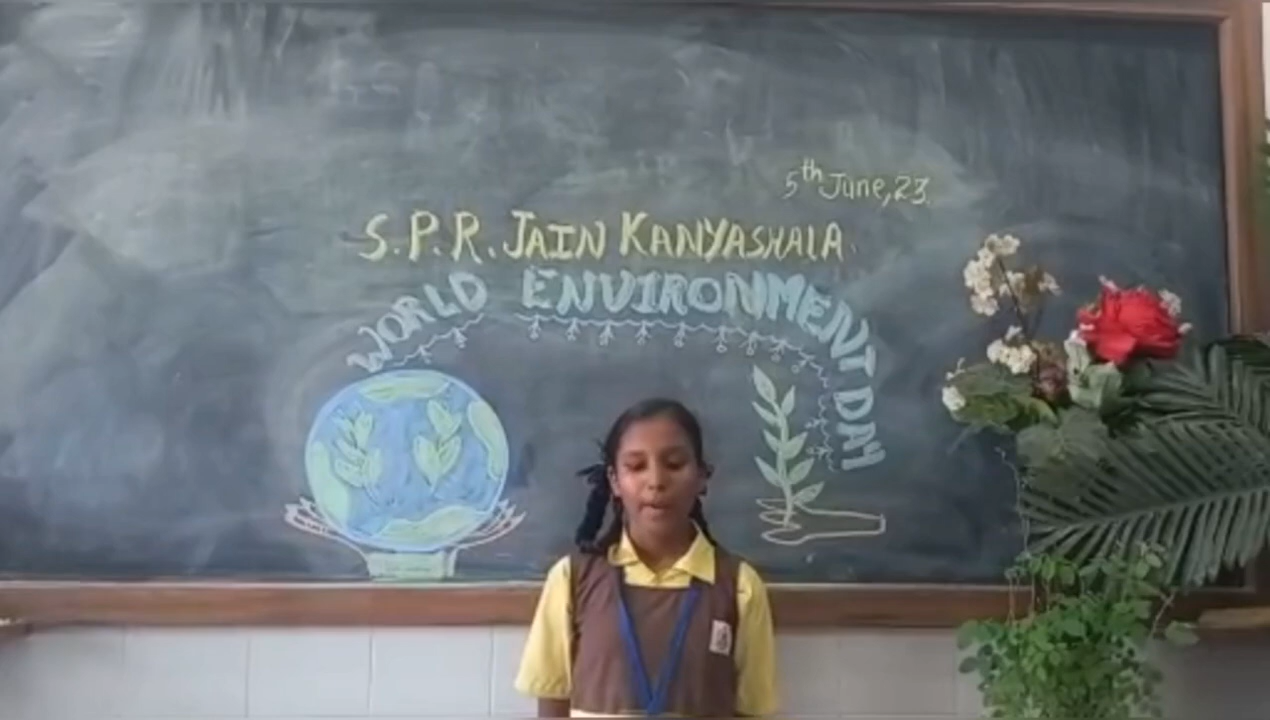 5th June, 23.
S.P.R. JAIN KANYASHALA
WORLD ENVIRONMENT DAY